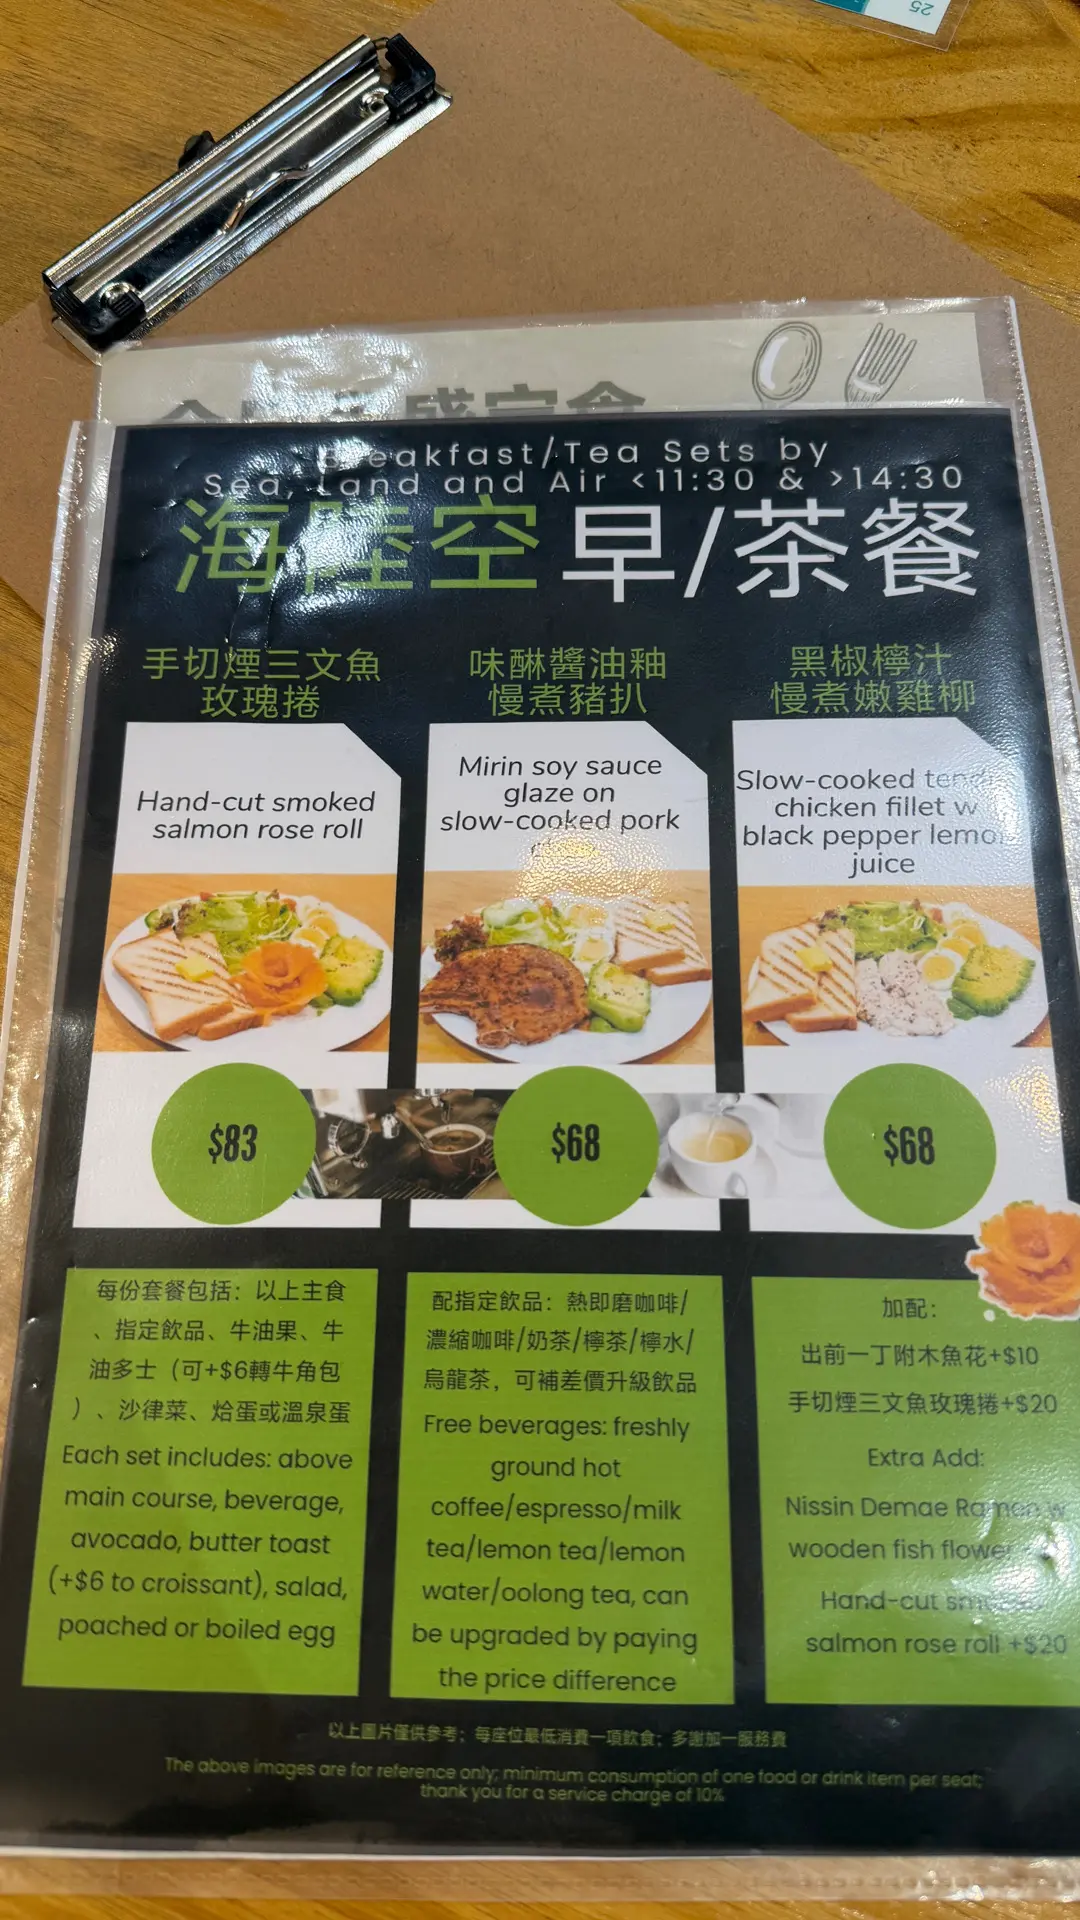 25
盛定食
Breakfast/Tea Sets by
Sea, Land and Air <11:30 & >14:30
海陸空早/茶餐
手切煙三文魚
玫瑰捲
Hand-cut smoked
salmon rose roll
$83
味醂醬油釉
慢煮豬扒
Mirin soy sauce
glaze on
slow-cooked pork
$68
黑椒檸汁
慢煮嫩雞柳
Slow-cooked
chicken fillet w
black pepper
juice
$68
每份套餐包括：以上主食
、指定飲品、牛油果、牛
油多士（可+$6轉牛角包
）、沙律菜、烚蛋或溫泉蛋
Each set includes: above
main course, beverage,
avocado, butter toast
(+$6 to croissant), salad,
poached or boiled egg
配指定飲品：熱即磨咖啡/
濃縮咖啡/奶茶/檸茶/檸水/
烏龍茶，可補差價升級飲品
Free beverages: freshly
ground hot
coffee/espresso/milk
tea/lemon tea/lemon
water/oolong tea, can
be upgraded by paying
the price difference
加配：
出前一丁附木魚花+$10
手切煙三文魚玫瑰捲+$20
Extra Add:
Nissin Demae Ramen w
wooden fish flower
Hand-cut
salmon rose roll +$20
以上圖片僅供參考；每座位最低消費一項飲食；多謝加一服務費
The above images are for reference only; minimum consumption of one food or drink item per seat;
thank you for a service charge of 10%